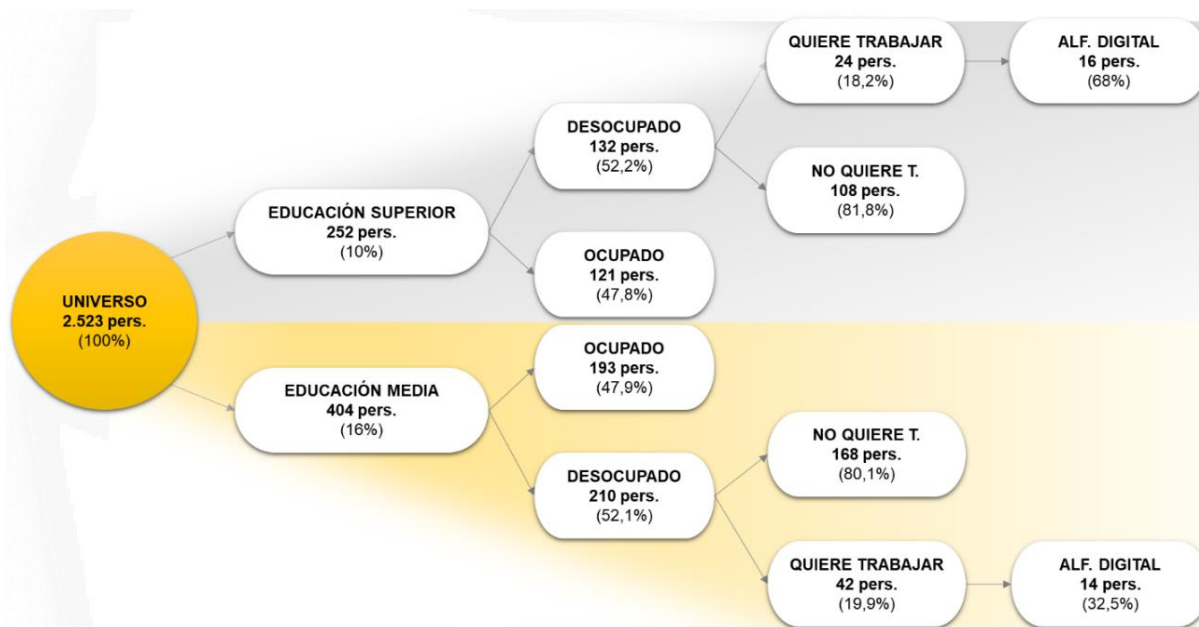 UNIVERSO
2.523 pers.
(100%)
EDUCACIÓN SUPERIOR
252 pers.
(10%)
DESOCUPADO
132 pers.
(52,2%)
QUIERE TRABAJAR
24 pers.
(18,2%)
ALF. DIGITAL
16 pers.
(68%)
NO QUIERE T.
108 pers.
(81,8%)
OCUPADO
121 pers.
(47,8%)
EDUCACIÓN MEDIA
404 pers.
(16%)
OCUPADO
193 pers.
(47,9%)
DESOCUPADO
210 pers.
(52,1%)
NO QUIERE T.
168 pers.
(80,1%)
QUIERE TRABAJAR
42 pers.
(19,9%)
ALF. DIGITAL
14 pers.
(32,5%)